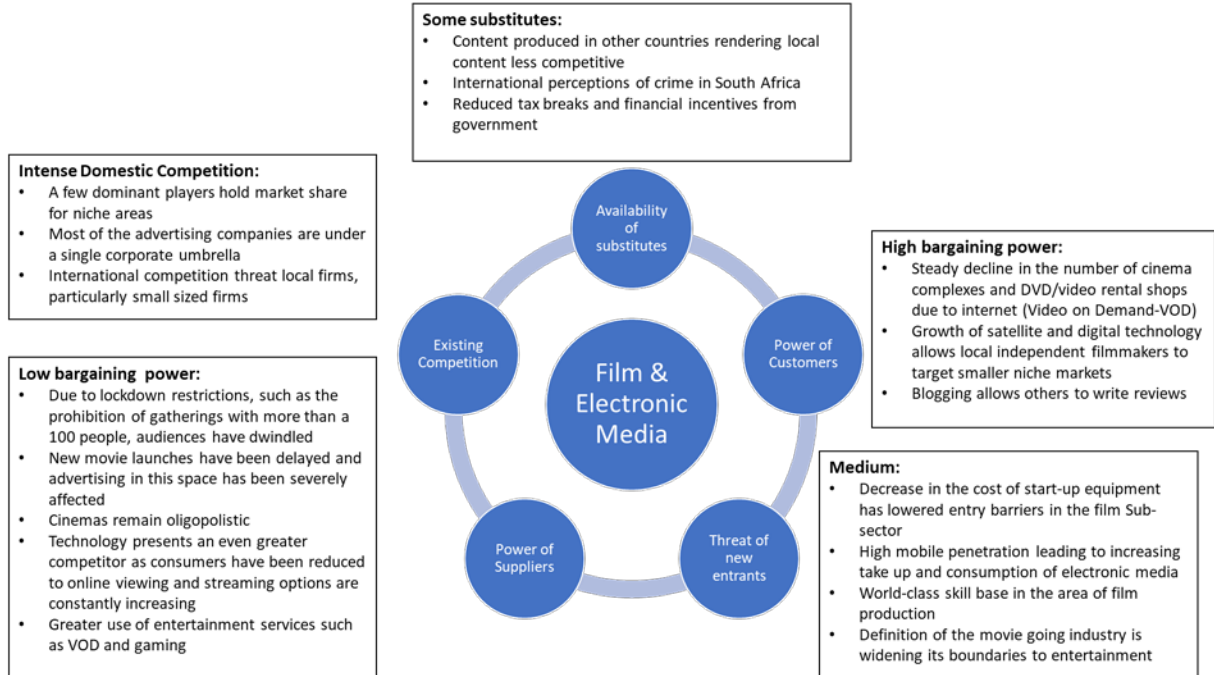 Some substitutes:
• Content produced in other countries rendering local
content less competitive
• International perceptions of crime in South Africa
• Reduced tax breaks and financial incentives from
government
Intense Domestic Competition:
• A few dominant players hold market share
for niche areas
• Most of the advertising companies are under
a single corporate umbrella
• International competition threat local firms,
particularly small sized firms
Availability
of
substitutes
High bargaining power:
• Steady decline in the number of cinema
complexes and DVD/video rental shops
due to internet (Video on Demand-VOD)
• Growth of satellite and digital technology
allows local independent filmmakers to
target smaller niche markets
• Blogging allows others to write reviews
Existing
Competition
Film &
Electronic
Media
Power of
Customers
Low bargaining power:
• Due to lockdown restrictions, such as the
prohibition of gatherings with more than a
100 people, audiences have dwindled
• New movie launches have been delayed and
advertising in this space has been severely
affected
• Cinemas remain oligopolistic
• Technology presents an even greater
competitor as consumers have been reduced
to online viewing and streaming options are
constantly increasing
• Greater use of entertainment services such
as VOD and gaming
Power of
Suppliers
Threat of
new
entrants
Medium:
• Decrease in the cost of start-up equipment
has lowered entry barriers in the film Sub-
sector
• High mobile penetration leading to increasing
take up and consumption of electronic media
• World-class skill base in the area of film
production
• Definition of the movie going industry is
widening its boundaries to entertainment